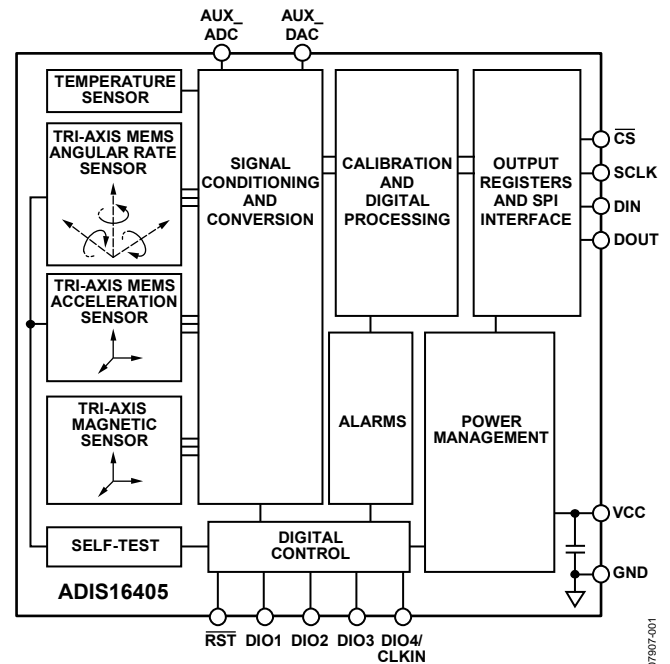 AUX_
ADC
AUX_
DAC
TEMPERATURE
SENSOR
TRI-AXIS MEMS
ANGULAR RATE
SENSOR
TRI-AXIS MEMS
ACCELERATION
SENSOR
TRI-AXIS
MAGNETIC
SENSOR
SELF-TEST
SIGNAL
CONDITIONING
AND
CONVERSION
CALIBRATION
AND
DIGITAL
PROCESSING
OUTPUT
REGISTERS
AND SPI
INTERFACE
CS
SCLK
DIN
DOUT
ALARMS
POWER
MANAGEMENT
VCC
GND
DIGITAL
CONTROL
ADIS16405
RST DIO1 DIO2 DIO3 DIO4/
CLKIN
07907-001